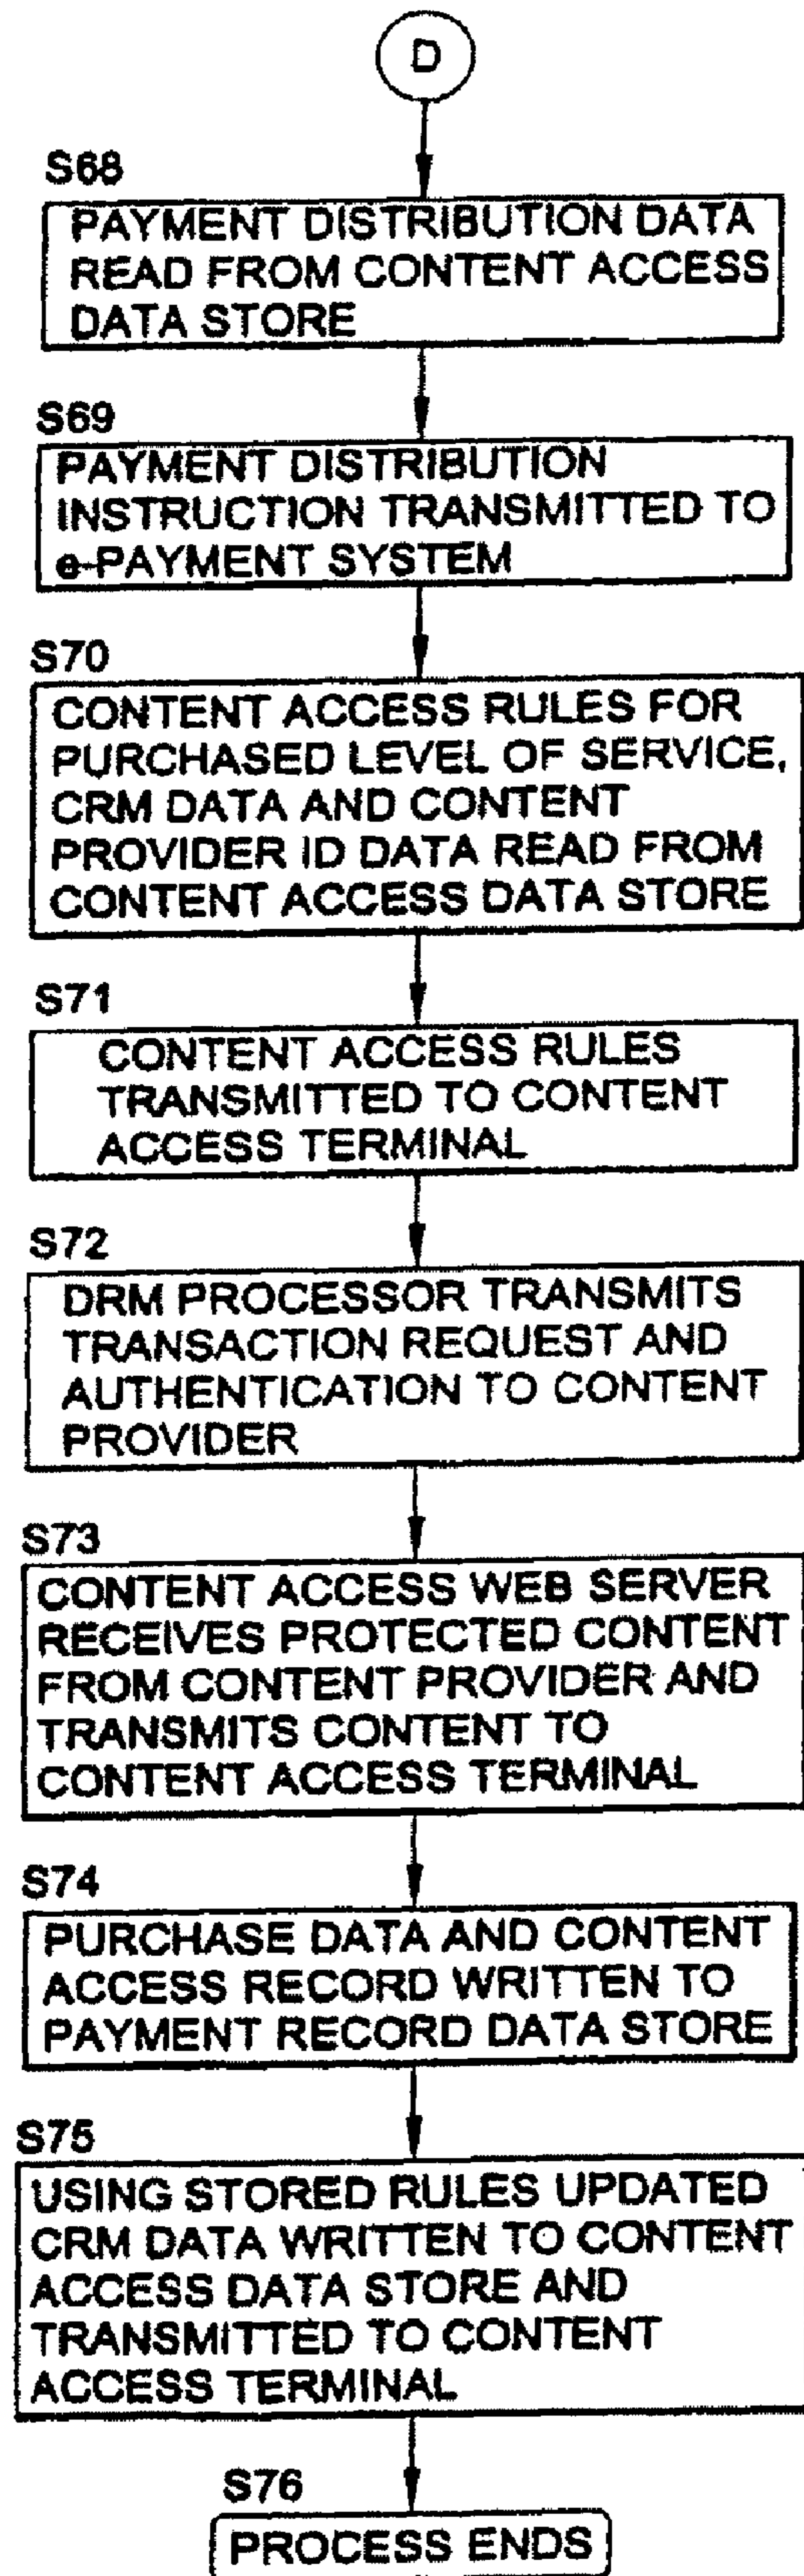 D
S68
PAYMENT DISTRIBUTION DATA
READ FROM CONTENT ACCESS
DATA STORE
S69
PAYMENT DISTRIBUTION
INSTRUCTION TRANSMITTED TO
e-PAYMENT SYSTEM
S70
CONTENT ACCESS RULES FOR
PURCHASED LEVEL OF SERVICE,
CRM DATA AND CONTENT
PROVIDER ID DATA READ FROM
CONTENT ACCESS DATA STORE
S71
CONTENT ACCESS RULES
TRANSMITTED TO CONTENT
ACCESS TERMINAL
S72
DRM PROCESSOR TRANSMITS
TRANSACTION REQUEST AND
AUTHENTICATION TO CONTENT
PROVIDER
S73
CONTENT ACCESS WEB SERVER
RECEIVES PROTECTED CONTENT
FROM CONTENT PROVIDER AND
TRANSMITS CONTENT TO
CONTENT ACCESS TERMINAL
S74
PURCHASE DATA AND CONTENT
ACCESS RECORD WRITTEN TO
PAYMENT RECORD DATA STORE
S75
USING STORED RULES UPDATED
CRM DATA WRITTEN TO CONTENT
ACCESS DATA STORE AND
TRANSMITTED TO CONTENT
ACCESS TERMINAL
S76
PROCESS ENDS